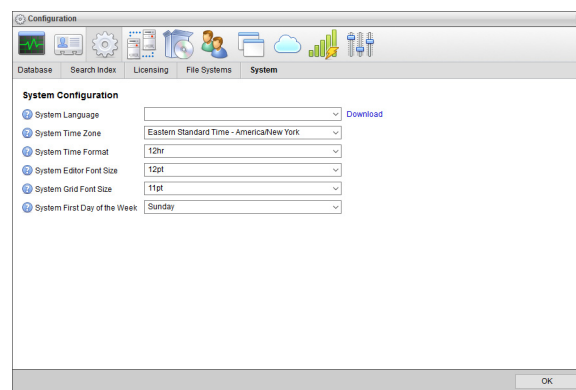 Configuration
Database Search Index Licensing File Systems System
System Configuration
System Language Download
System Time Zone Eastern Standard Time - America/New York
System Time Format 12hr
System Editor Font Size 12pt
System Grid Font Size 11pt
System First Day of the Week Sunday
OK